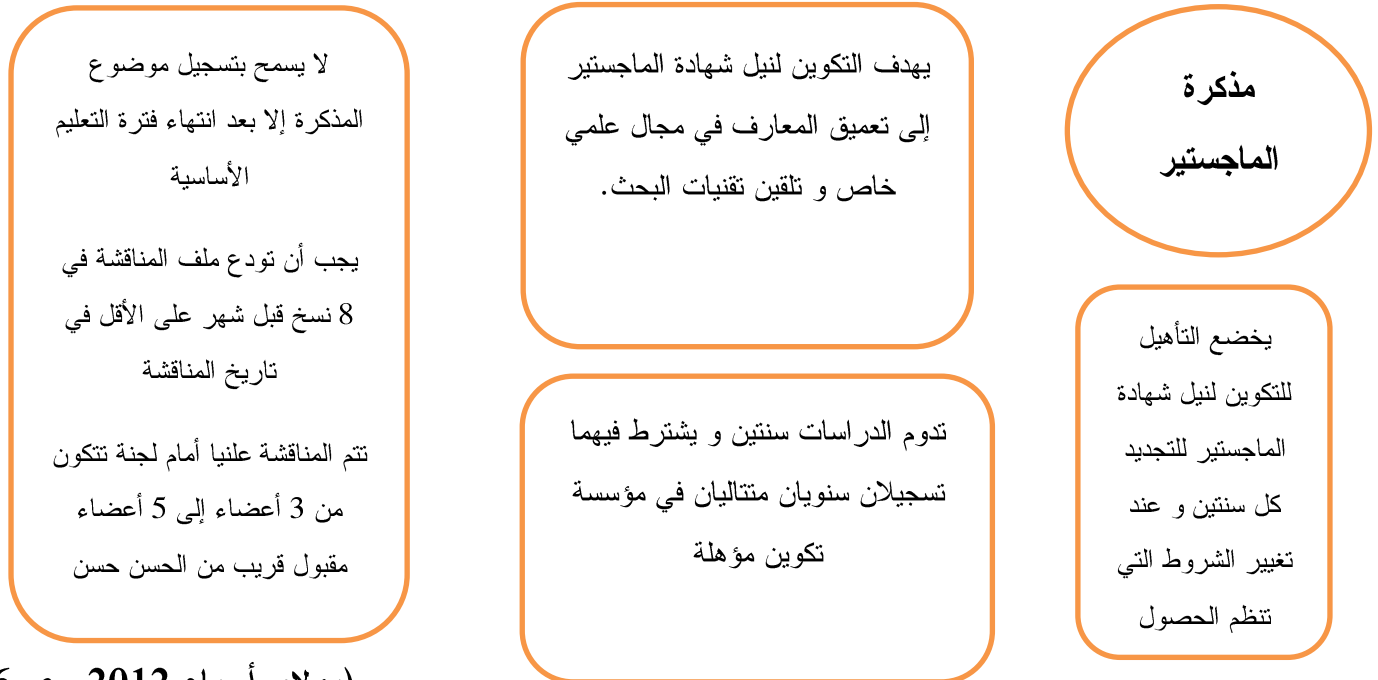 مذكرة
الماجستير
يخضع التأهيل
للتكوين لنيل شهادة
الماجستير للتجديد
كل سنتين و عند
تغيير الشروط التي
تنظم الحصول
يهدف التكوين لنيل شهادة الماجستير
إلى تعميق المعارف في مجال علمي
خاص و تلقين تقنيات البحث.
تدوم الدراسات سنتين و يشترط فيهما
تسجيلان سنويان متتاليان في مؤسسة
تكوين مؤهلة
لا يسمح بتسجيل موضوع
المذكرة إلا بعد انتهاء فترة التعليم
الأساسية
يجب أن تودع ملف المناقشة في
8 نسخ قبل شهر على الأقل في
تاريخ المناقشة
تتم المناقشة علنيا أمام لجنة تتكون
من 3 أعضاء إلى 5 أعضاء
مقبول قريب من الحسن حسن
2012